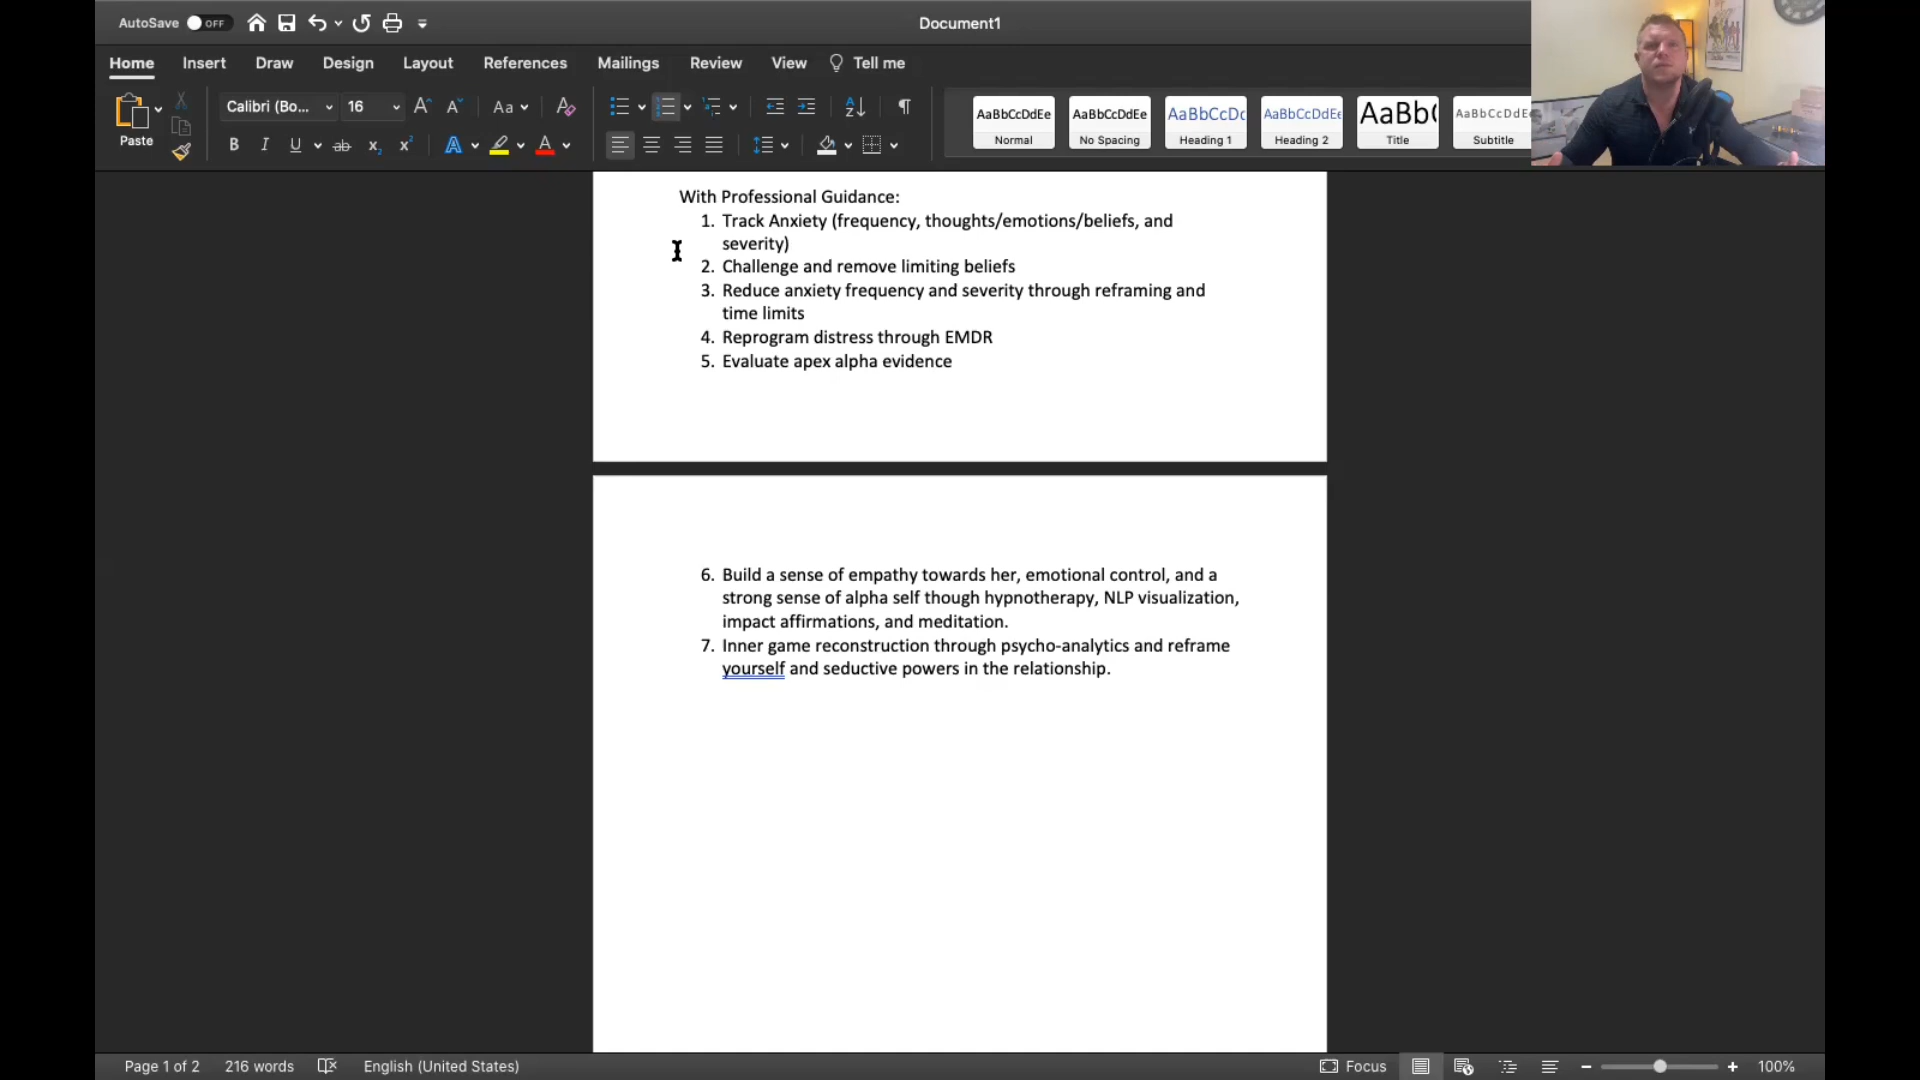 AutoSave OFF
Document1
Home Insert Draw Design Layout References Mailings Review View Tell me
Paste
Calibri (Bo... 16
Aa
AaBbCcDdEe AaBbCcDdEe AaBbCcDc AaBbCcDdEe AaBb( AaBbCcDdEe
Normal No Spacing Heading 1 Heading 2 Title Subtitle
With Professional Guidance:
1. Track Anxiety (frequency, thoughts/emotions/beliefs, and
severity)
2. Challenge and remove limiting beliefs
3. Reduce anxiety frequency and severity through reframing and
time limits
4. Reprogram distress through EMDR
5. Evaluate apex alpha evidence
6. Build a sense of empathy towards her, emotional control, and a
strong sense of alpha self though hypnotherapy, NLP visualization,
impact affirmations, and meditation.
7. Inner game reconstruction through psycho-analytics and reframe
yourself and seductive powers in the relationship.
Page 1 of 2 216 words English (United States) Focus 100%